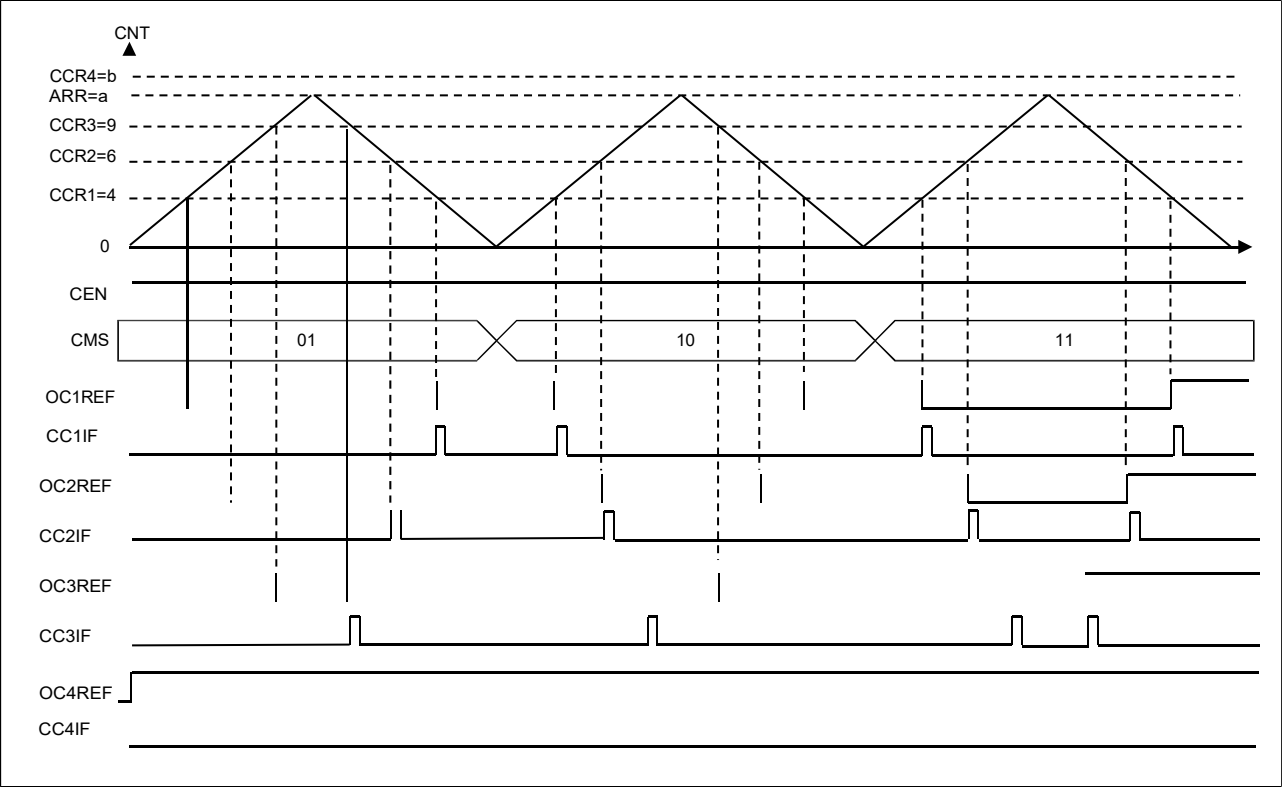 CNT
CCR4=b
ARR=a
CCR3=9
CCR2=6
CCR1=4
0
CEN
CMS 01 10 11
OC1REF
CC1IF
OC2REF
CC2IF
OC3REF
CC3IF
OC4REF
CC4IF